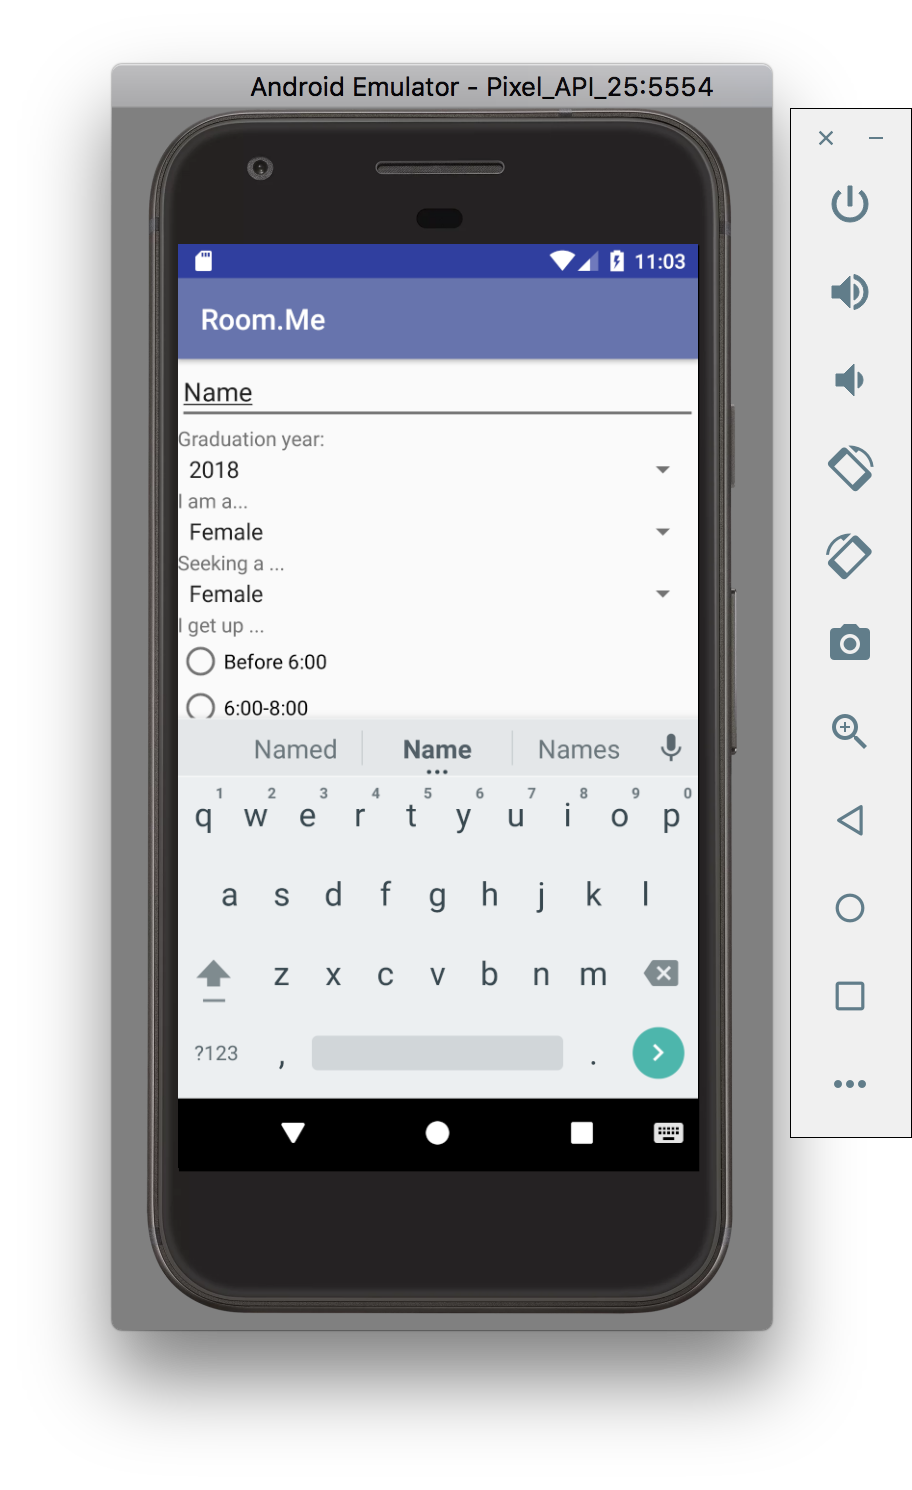 Android Emulator - Pixel_API_25:5554
11:03
Room.Me
Name
Graduation year:
2018
I am a...
Female
Seeking a ...
Female
I get up ...
Before 6:00
6:00-8:00
Named Name Names
1 2 3 4 5 6 7 8 9 0
q w e r t y u i o p
a s d f g h j k l
z x c v b n m
?123 , .